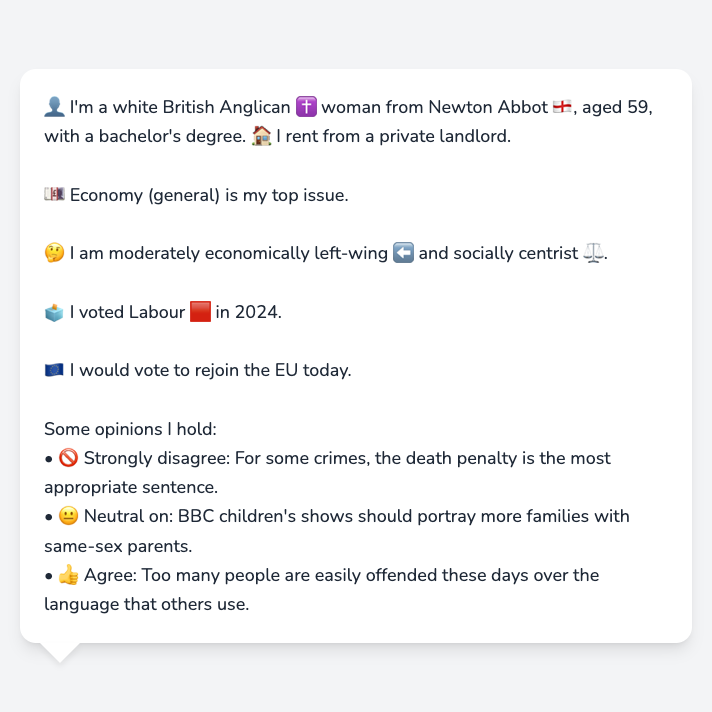 👤 I'm a white British Anglican ✝️ woman from Newton Abbot 🏴󠁧󠁢󠁥󠁮󠁧󠁿, aged 59,
with a bachelor's degree. 🏠 I rent from a private landlord.
💷 Economy (general) is my top issue.
🤔 I am moderately economically left-wing ⬅️ and socially centrist ⚖️.
🗳️ I voted Labour 🟥 in 2024.
🇪🇺 I would vote to rejoin the EU today.
Some opinions I hold:
• 🚫 Strongly disagree: For some crimes, the death penalty is the most
appropriate sentence.
• 😐 Neutral on: BBC children's shows should portray more families with
same-sex parents.
• 👍 Agree: Too many people are easily offended these days over the
language that others use.